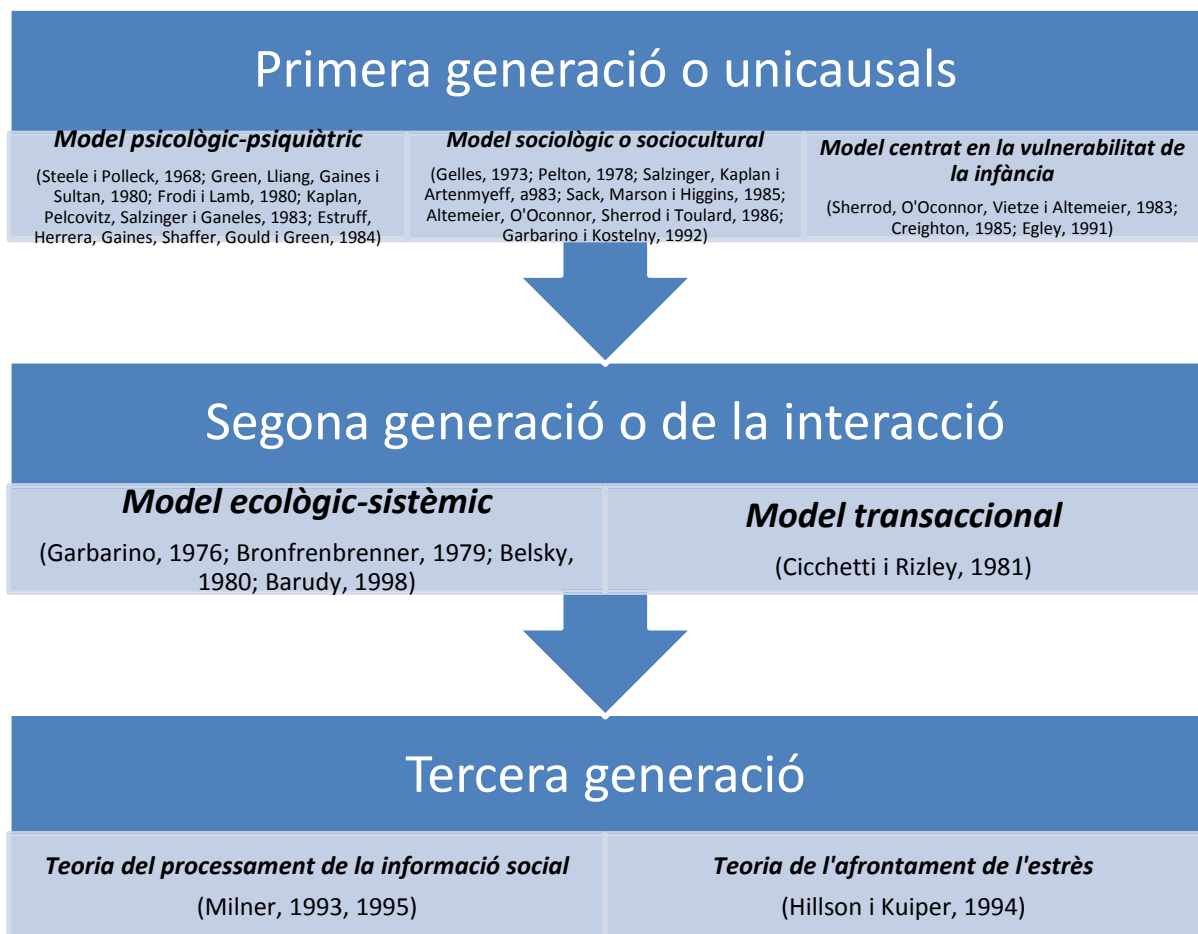 Primera generació o unicausals
Model psicològic-psiquiàtric
(Steele i Polleck, 1968; Green, Lliang, Gaines i
Sultan, 1980; Frodi i Lamb, 1980; Kaplan,
Pelcovitz, Salzinger i Ganeles, 1983; Estruff,
Herrera, Gaines, Shaffer, Gould i Green, 1984)
Model sociològic o sociocultural
(Gelles, 1973; Pelton, 1978; Salzinger, Kaplan i
Artenmyeff, a983; Sack, Marson i Higgins, 1985;
Altemeier, O'Oconnor, Sherrod i Toulard, 1986;
Garbarino i Kostelny, 1992)
Model centrat en la vulnerabilitat de
la infància
(Sherrod, O'Oconnor, Vietze i Altemeier, 1983;
Creighton, 1985; Egley, 1991)
Segona generació o de la interacció
Model ecològic-sistèmic
(Garbarino, 1976; Bronfrenbrenner, 1979; Belsky,
1980; Barudy, 1998)
Model transaccional
(Cicchetti i Rizley, 1981)
Tercera generació
Teoria del processament de la informació social
(Milner, 1993, 1995)
Teoria de l'afrontament de l'estrès
(Hillson i Kuiper, 1994)